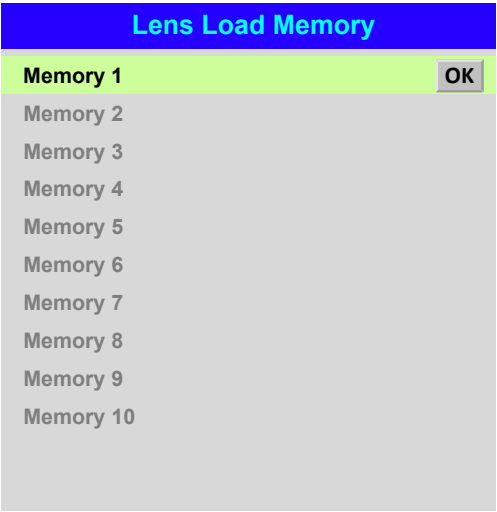 Lens Load Memory
Memory 1 OK
Memory 2
Memory 3
Memory 4
Memory 5
Memory 6
Memory 7
Memory 8
Memory 9
Memory 10